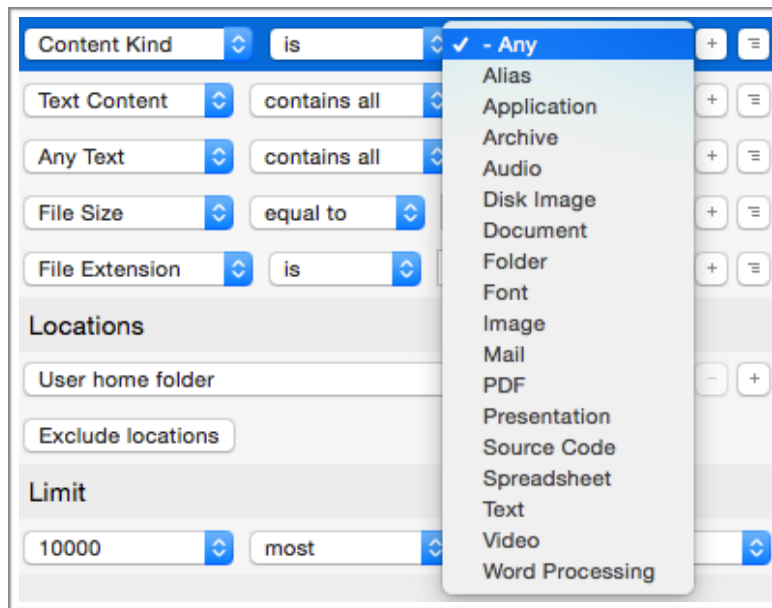 Content Kind is ✓ - Any +
Alias
Text Content contains all Application +
Archive
Any Text contains all Audio +
Disk Image
File Size equal to Document +
Folder
File Extension is Font +
Locations Image
Mail
User home folder PDF − +
Presentation
Exclude locations Source Code
Spreadsheet
Limit Text
10000 most Video
Word Processing